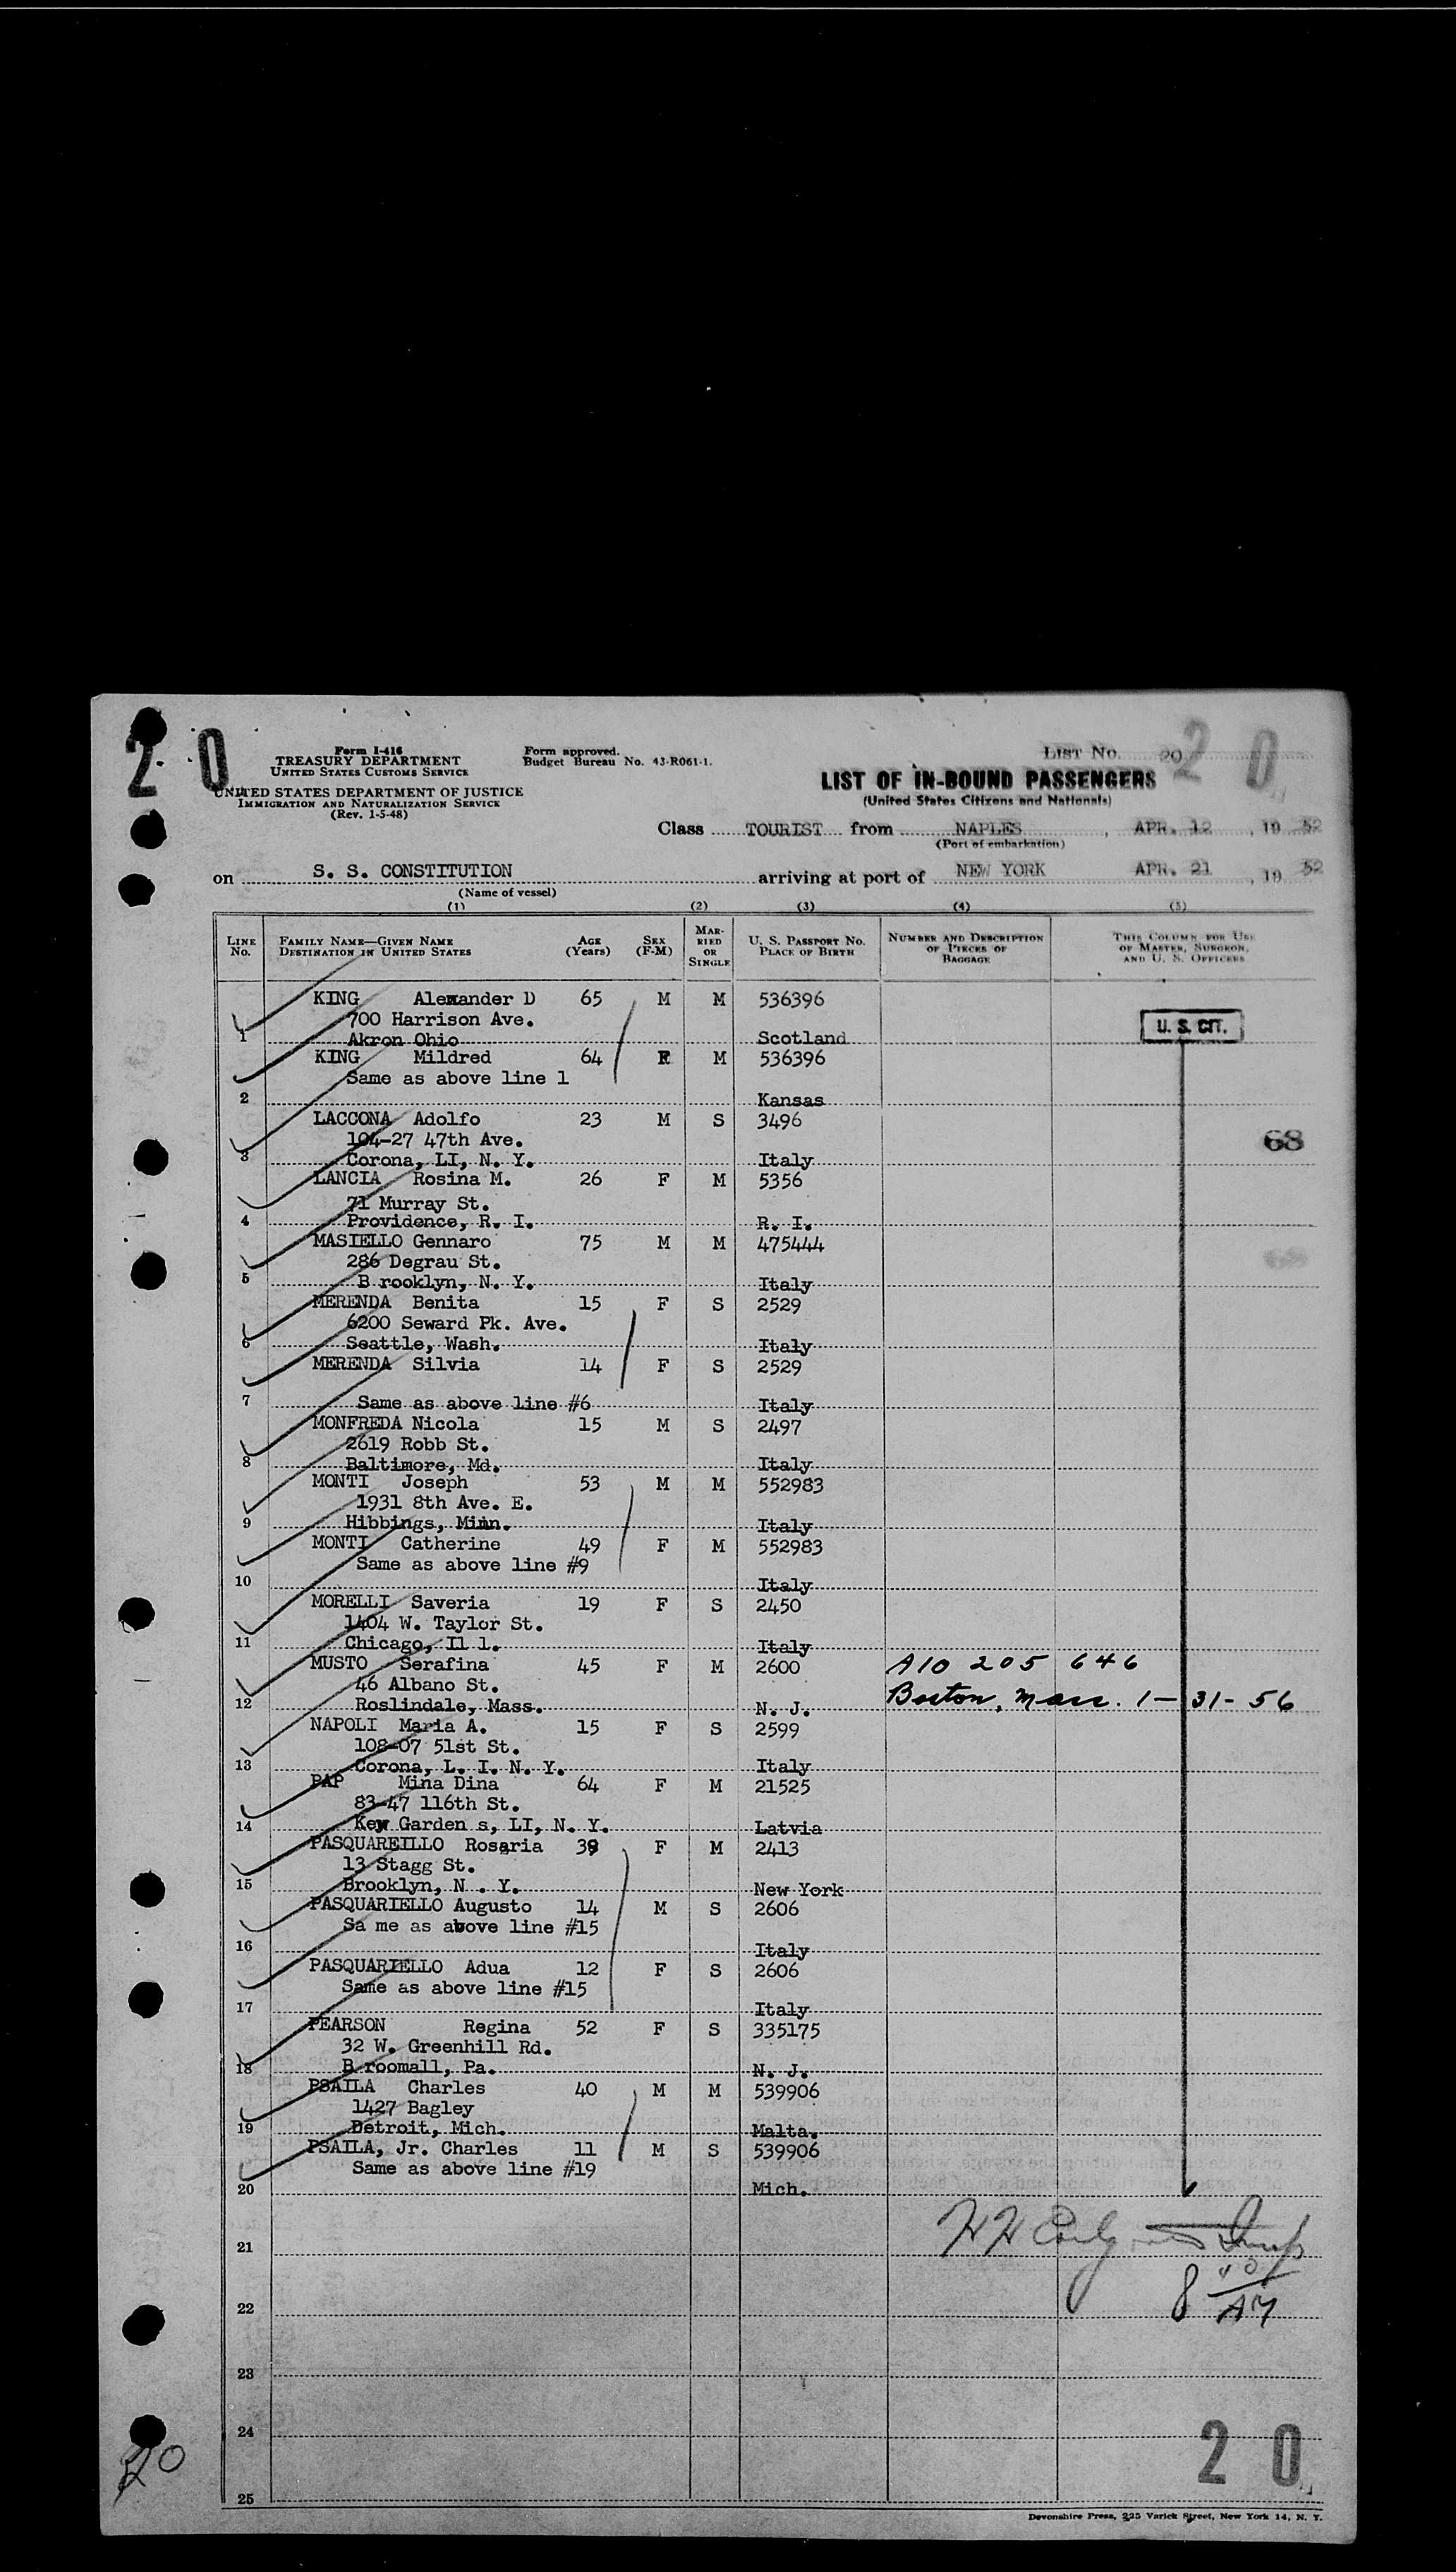 20
Form I-416
TREASURY DEPARTMENT
UNITED STATES CUSTOMS SERVICE
UNITED STATES DEPARTMENT OF JUSTICE
IMMIGRATION AND NATURALIZATION SERVICE
(Rev. 1-5-48)
Form approved.
Budget Bureau No. 43-R061-1.
LIST NO. 20 20
LIST OF IN-BOUND PASSENGERS
(United States Citizens and Nationals)
Class TOURIST from NAPLES, APR. 12, 19 52
(Port of embarkation)
on S. S. CONSTITUTION arriving at port of NEW YORK APR. 21, 19 52
(Name of vessel)
(1) (2) (3) (4) (5)
LINE No. FAMILY NAME—GIVEN NAME DESTINATION IN UNITED STATES AGE (Years) SEX (F-M) MARRIED OR SINGLE U. S. PASSPORT NO. PLACE OF BIRTH NUMBER AND DESCRIPTION OF PIECES OF BAGGAGE THIS COLUMN FOR USE OF MASTER, SURGEON, AND U. S. OFFICERS
KING Alexander D 65 M M 536396
700 Harrison Ave. U. S. CIT.
1 Akron Ohio Scotland
KING Mildred 64 F M 536396
Same as above line 1
2 Kansas
LACCONA Adolfo 23 M S 3496
104-27 47th Ave. 68
3 Corona, LI, N. Y. Italy
LANCIA Rosina M. 26 F M 5356
71 Murray St.
4 Providence, R. I. R. I.
MASIELLO Gennaro 75 M M 475444
286 Degrau St. 68
5 B rooklyn, N. Y. Italy
MERENDA Benita 15 F S 2529
6200 Seward Pk. Ave.
6 Seattle, Wash. Italy
MERENDA Silvia 14 F S 2529
7 Same as above line #6 Italy
MONFREDA Nicola 15 M S 2497
2619 Robb St.
8 Baltimore, Md. Italy
MONTI Joseph 53 M M 552983
1931 8th Ave. E.
9 Hibbings, Minn. Italy
MONTI Catherine 49 F M 552983
Same as above line #9
10 Italy
MORELLI Saveria 19 F S 2450
1404 W. Taylor St.
11 Chicago, Il l. Italy
MUSTO Serafina 45 F M 2600 A10 205 646
46 Albano St.
12 Roslindale, Mass. N. J. Boston, Mass. 1-31-56
NAPOLI Maria A. 15 F S 2599
108-07 51st St.
13 Corona, L. I. N. Y. Italy
PAP Mina Dina 64 F M 21525
83-47 116th St.
14 Kew Garden s, LI, N. Y. Latvia
PASQUAREILLO Rosaria 39 F M 2413
13 Stagg St.
15 Brooklyn, N . Y. New York
PASQUARIELLO Augusto 14 M S 2606
Sa me as above line #15
16 Italy
PASQUARIELLO Adua 12 F S 2606
Same as above line #15
17 Italy
PEARSON Regina 52 F S 335175
32 W. Greenhill Rd.
18 B roomall, Pa. N. J.
PSAILA Charles 40 M M 539906
1427 Bagley
19 Detroit, Mich. Malta.
PSAILA, Jr. Charles 11 M S 539906
Same as above line #19
20 Mich.
21
22 8 40 AM
23
24
20 20
25
Devonshire Press, 225 Varick Street, New York 14, N. Y.